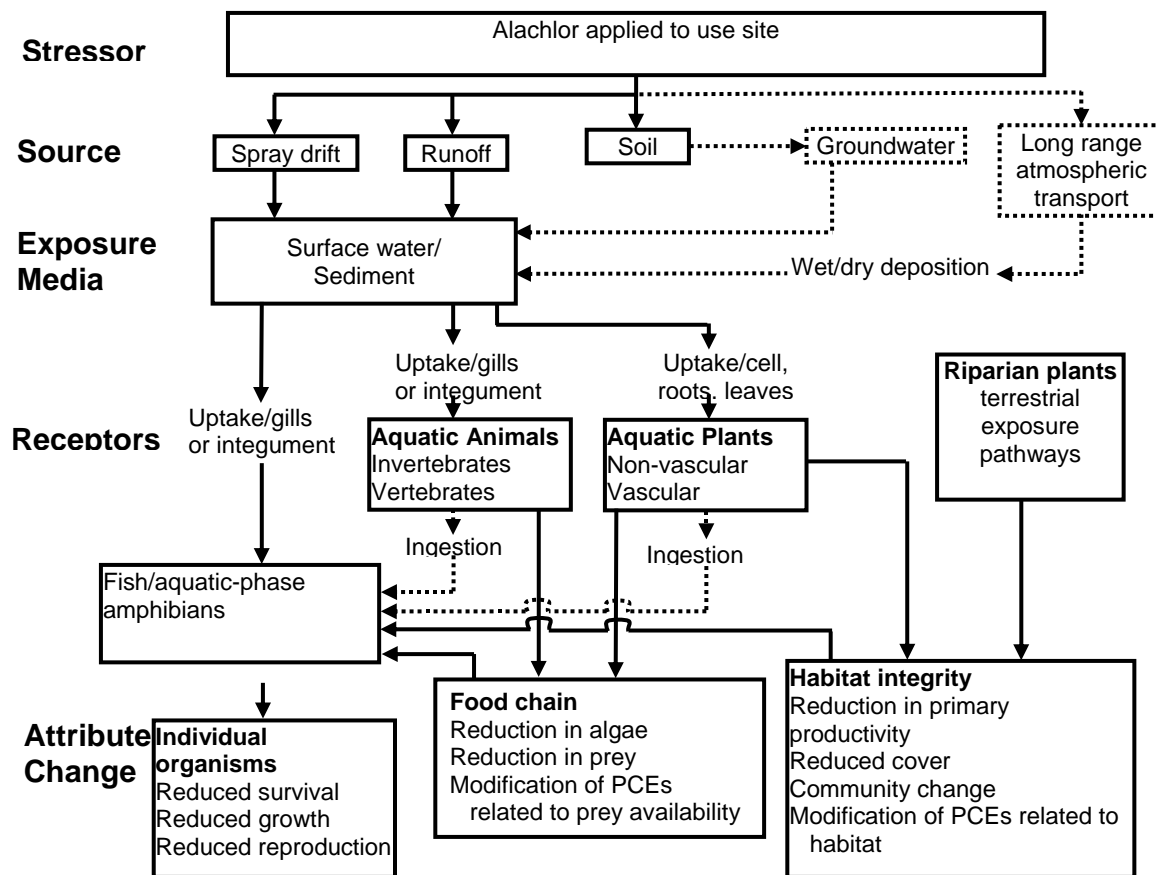 Stressor
Alachlor applied to use site
Source
Spray drift
Runoff
Soil
Groundwater
Long range
atmospheric
transport
Exposure
Media
Surface water/
Sediment
Wet/dry deposition
Uptake/gills
or integument
Uptake/cell,
roots, leaves
Riparian plants
terrestrial
exposure
pathways
Receptors
Uptake/gills
or integument
Aquatic Animals
Invertebrates
Vertebrates
Aquatic Plants
Non-vascular
Vascular
Ingestion
Ingestion
Fish/aquatic-phase
amphibians
Attribute
Change
Individual
organisms
Reduced survival
Reduced growth
Reduced reproduction
Food chain
Reduction in algae
Reduction in prey
Modification of PCEs
related to prey availability
Habitat integrity
Reduction in primary
productivity
Reduced cover
Community change
Modification of PCEs related to
habitat